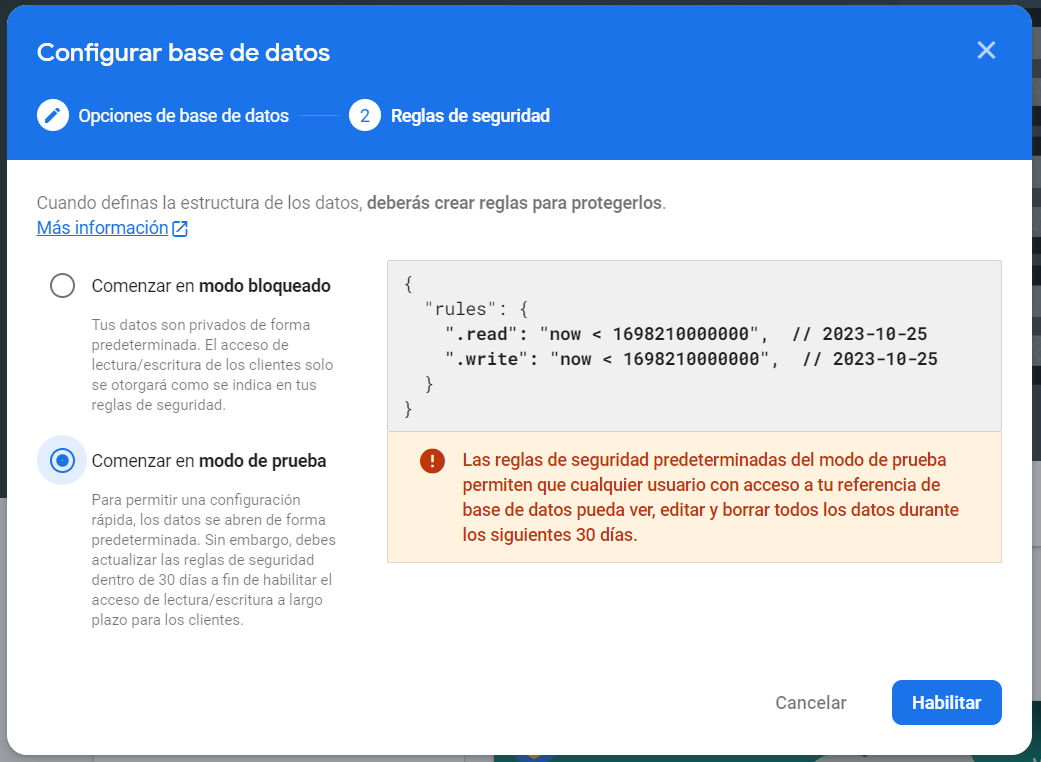 Configurar base de datos
Opciones de base de datos
2 Reglas de seguridad
Cuando definas la estructura de los datos, deberás crear reglas para protegerlos.
Más información
Comenzar en modo bloqueado
Tus datos son privados de forma
predeterminada. El acceso de
lectura/escritura de los clientes solo
se otorgará como se indica en tus
reglas de seguridad.
Comenzar en modo de prueba
Para permitir una configuración
rápida, los datos se abren de forma
predeterminada. Sin embargo, debes
actualizar las reglas de seguridad
dentro de 30 días a fin de habilitar el
acceso de lectura/escritura a largo
plazo para los clientes.
{
"rules": {
".read": "now < 1698210000000", // 2023-10-25
".write": "now < 1698210000000", // 2023-10-25
}
}
Las reglas de seguridad predeterminadas del modo de prueba
permiten que cualquier usuario con acceso a tu referencia de
base de datos pueda ver, editar y borrar todos los datos durante
los siguientes 30 días.
Cancelar
Habilitar